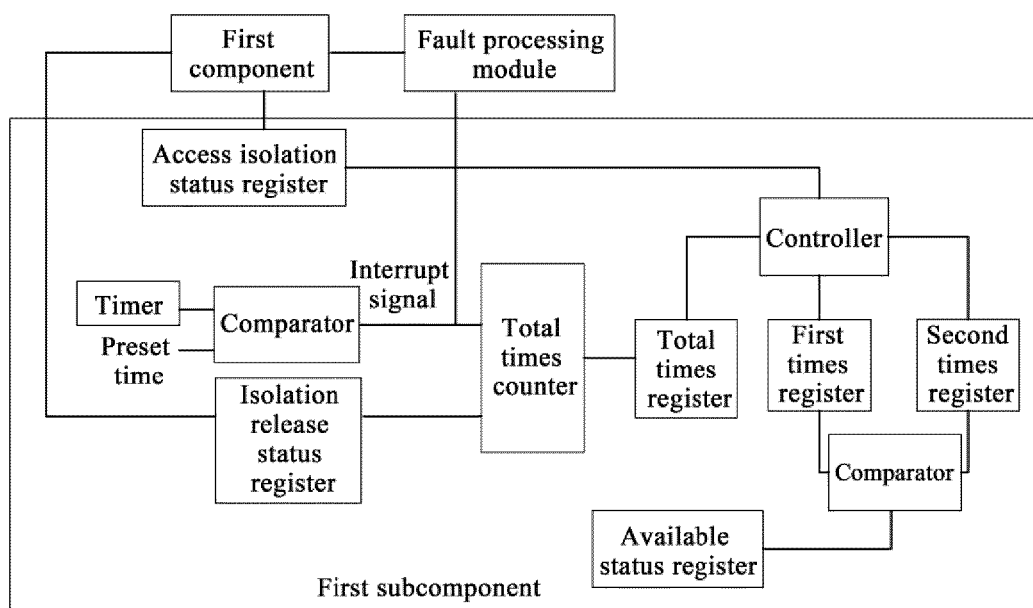 First
component
Fault processing
module
Access isolation
status register
Controller
Interrupt
signal
Timer
Comparator
Preset
time
Total
times
counter
Total
times
register
First
times
register
Second
times
register
Isolation
release
status
register
Comparator
Available
status register
First subcomponent